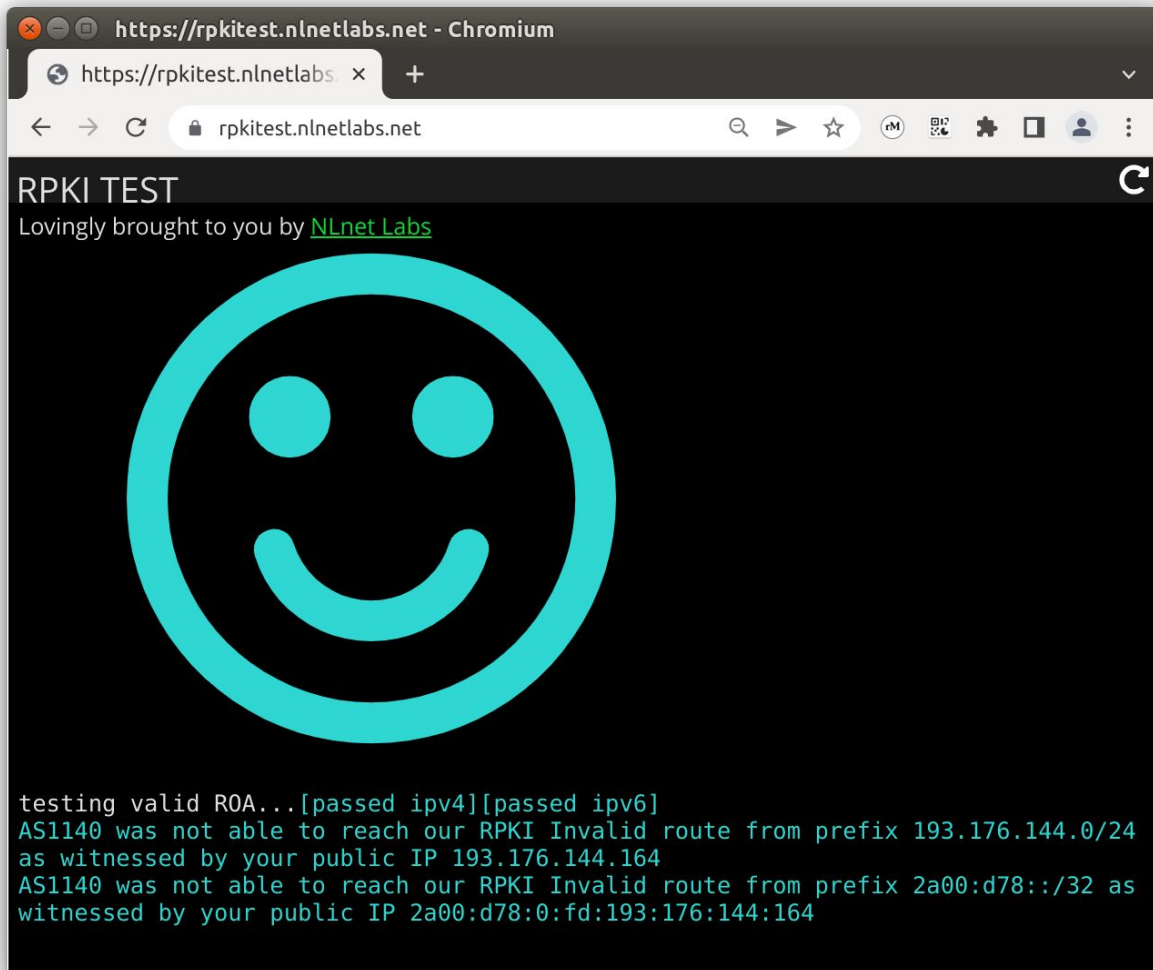 https://rpkitest.nlnetlabs.net - Chromium
https://rpkitest.nlnetlabs.
rpkitest.nlnetlabs.net
rM
RPKI TEST
Lovingly brought to you by NLnet Labs
testing valid ROA...[passed ipv4][passed ipv6]
AS1140 was not able to reach our RPKI Invalid route from prefix 193.176.144.0/24
as witnessed by your public IP 193.176.144.164
AS1140 was not able to reach our RPKI Invalid route from prefix 2a00:d78::/32 as
witnessed by your public IP 2a00:d78:0:fd:193:176:144:164